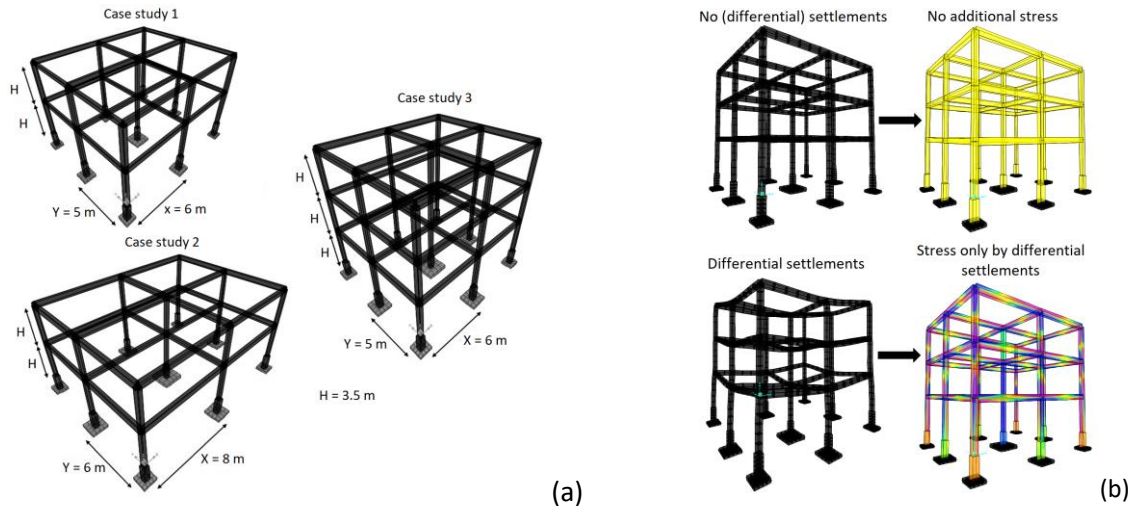 Case study 1
H
H
Y = 5 m
x = 6 m
Case study 2
H
H
Y = 6 m
X = 8 m
Case study 3
H
H
H
Y = 5 m
X = 6 m
H = 3.5 m
(a)
No (differential) settlements
No additional stress
Differential settlements
Stress only by differential
settlements
(b)